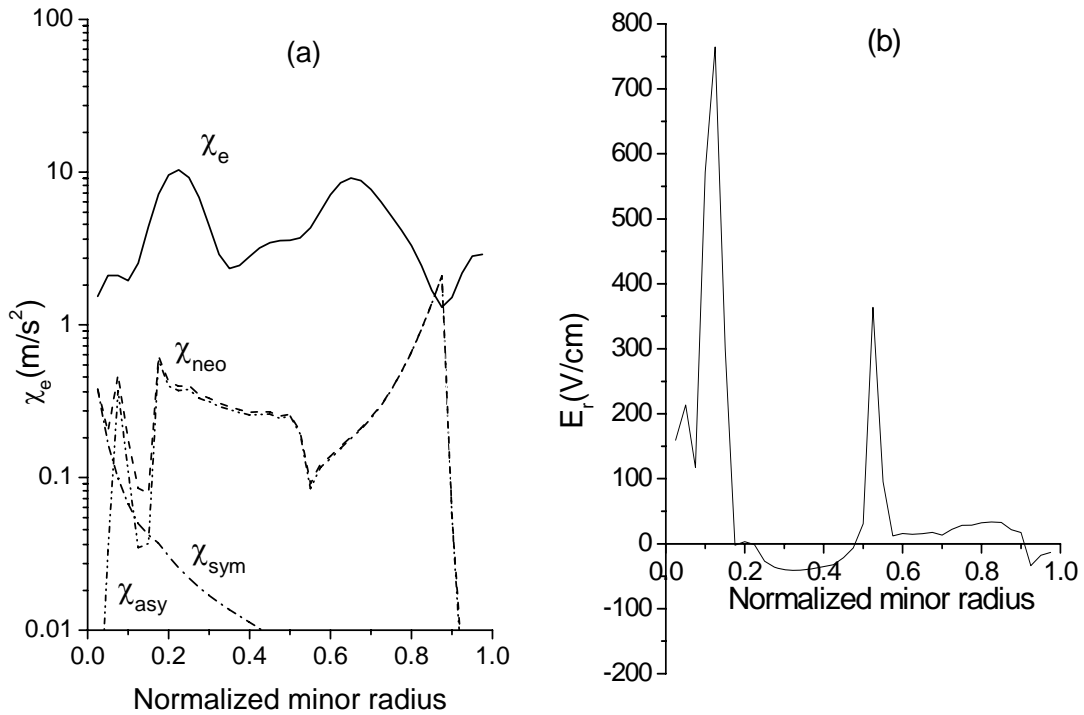 (a)
100
10
1
0.1
0.01
χe(m/s²)
χe
χneo
χsym
χasy
0.0 0.2 0.4 0.6 0.8 1.0
Normalized minor radius
(b)
800
700
600
500
400
300
200
100
0
-100
-200
Er(V/cm)
0.0 0.2 0.4 0.6 0.8 1.0
Normalized minor radius